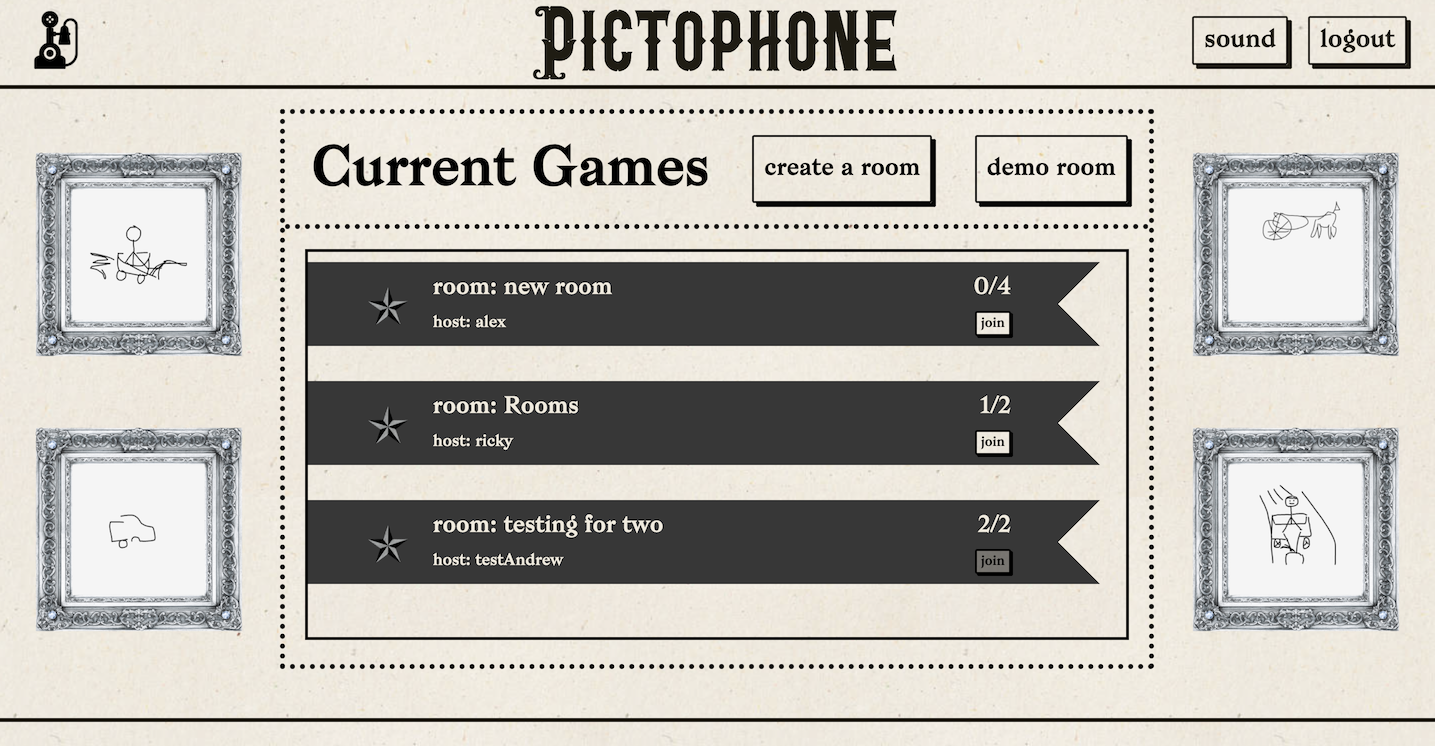 PICTOPHONE
sound
logout
Current Games
create a room
demo room
room: new room
0/4
host: alex
join
room: Rooms
1/2
host: ricky
join
room: testing for two
2/2
host: testAndrew
join